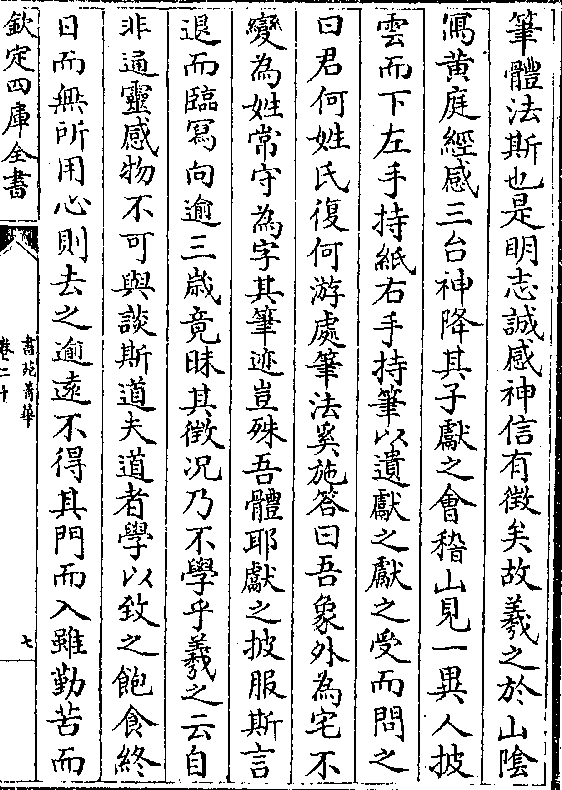 筆體法斯也是明志誠感神信有徵矣故羲之於山陰
寫黃庭經感三台神降其子獻之會稽山見一異人披
雲而下左手持紙右手持筆以遺獻之獻之受而問之
曰君何姓氏復何游處筆法奚施答曰吾象外為宅不
變為姓常守為字其筆迹豈殊吾體耶獻之披服斯言
退而臨寫向逾三歲竟昧其徵况乃不學乎羲之云自
非通靈感物不可與談斯道夫道者學以致之飽食終
日而無所用心則去之逾遠不得其門而入雖勤苦而
欽定四庫全書
書苑菁華
卷二十
七